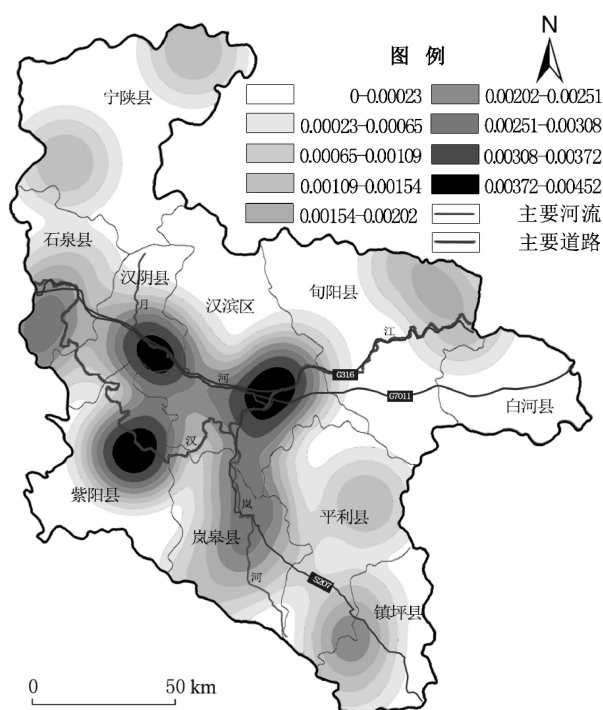 N
图 例
0-0.00023
0.00202-0.00251
0.00023-0.00065
0.00251-0.00308
0.00065-0.00109
0.00308-0.00372
0.00109-0.00154
0.00372-0.00452
0.00154-0.00202
主要河流
主要道路
宁陕县
石泉县
汉阴县
月
汉滨区
旬阳县
江
河
G316
G7011
白河县
汉
紫阳县
岚
平利县
岚皋县
河
S207
镇坪县
0
50 km